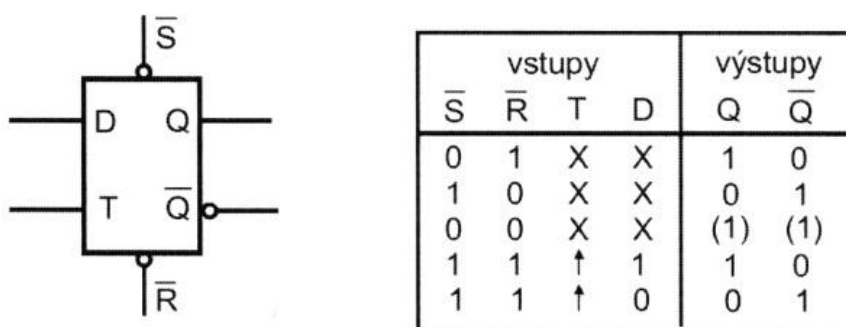 S̅
D Q
T Q̅
R̅
vstupy výstupy
S̅ R̅ T D Q Q̅
0 1 X X 1 0
1 0 X X 0 1
0 0 X X (1) (1)
1 1 ↑ 1 1 0
1 1 ↑ 0 0 1